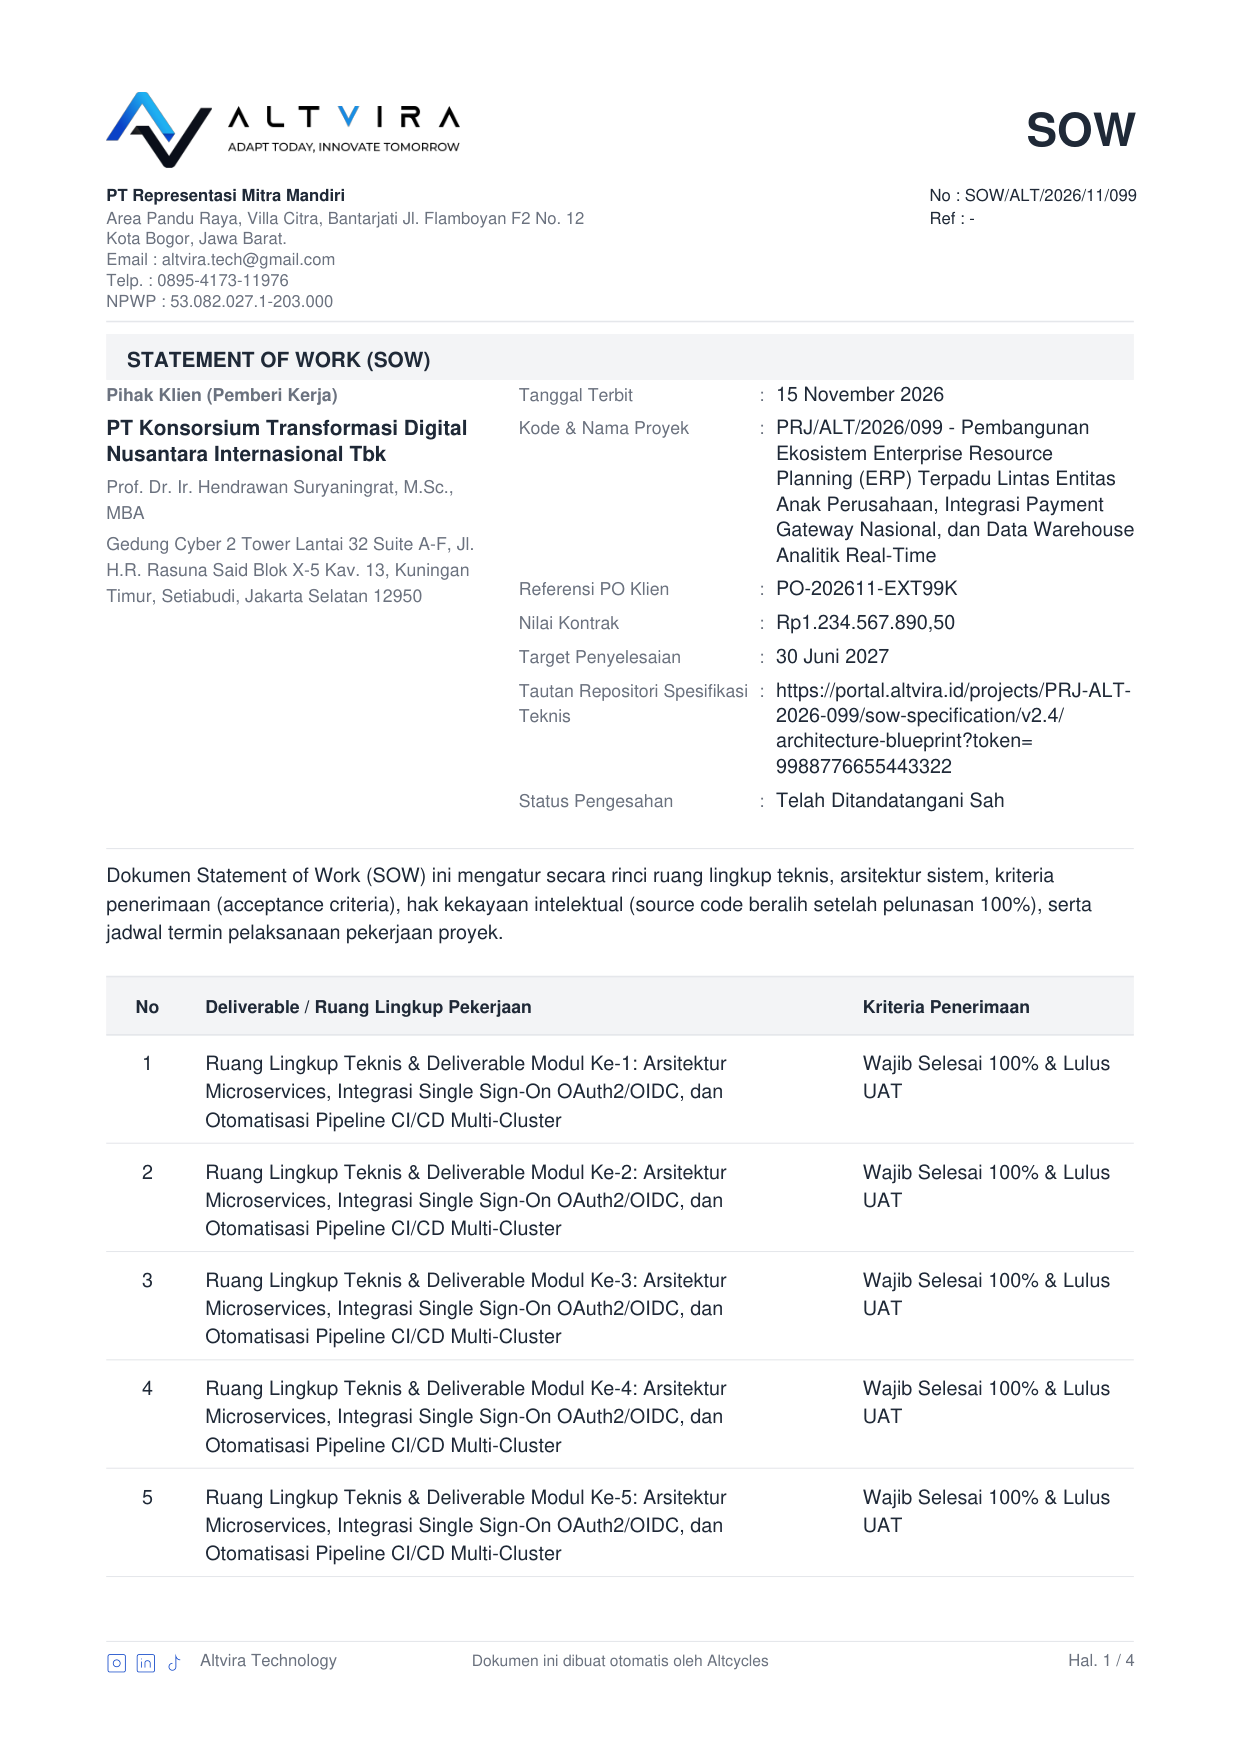 ALTVIRA
ADAPT TODAY, INNOVATE TOMORROW
SOW
PT Representasi Mitra Mandiri
Area Pandu Raya, Villa Citra, Bantarjati Jl. Flamboyan F2 No. 12
Kota Bogor, Jawa Barat.
Email : altvira.tech@gmail.com
Telp. : 0895-4173-11976
NPWP : 53.082.027.1-203.000
No : SOW/ALT/2026/11/099
Ref : -
STATEMENT OF WORK (SOW)
Pihak Klien (Pemberi Kerja)
PT Konsorsium Transformasi Digital
Nusantara Internasional Tbk
Prof. Dr. Ir. Hendrawan Suryaningrat, M.Sc.,
MBA
Gedung Cyber 2 Tower Lantai 32 Suite A-F, Jl.
H.R. Rasuna Said Blok X-5 Kav. 13, Kuningan
Timur, Setiabudi, Jakarta Selatan 12950
Tanggal Terbit : 15 November 2026
Kode & Nama Proyek : PRJ/ALT/2026/099 - Pembangunan
Ekosistem Enterprise Resource
Planning (ERP) Terpadu Lintas Entitas
Anak Perusahaan, Integrasi Payment
Gateway Nasional, dan Data Warehouse
Analitik Real-Time
Referensi PO Klien : PO-202611-EXT99K
Nilai Kontrak : Rp1.234.567.890,50
Target Penyelesaian : 30 Juni 2027
Tautan Repositori Spesifikasi : https://portal.altvira.id/projects/PRJ-ALT-
Teknis 2026-099/sow-specification/v2.4/
architecture-blueprint?token=
9988776655443322
Status Pengesahan : Telah Ditandatangani Sah
Dokumen Statement of Work (SOW) ini mengatur secara rinci ruang lingkup teknis, arsitektur sistem, kriteria
penerimaan (acceptance criteria), hak kekayaan intelektual (source code beralih setelah pelunasan 100%), serta
jadwal termin pelaksanaan pekerjaan proyek.
No Deliverable / Ruang Lingkup Pekerjaan Kriteria Penerimaan
1 Ruang Lingkup Teknis & Deliverable Modul Ke-1: Arsitektur Wajib Selesai 100% & Lulus
Microservices, Integrasi Single Sign-On OAuth2/OIDC, dan UAT
Otomatisasi Pipeline CI/CD Multi-Cluster
2 Ruang Lingkup Teknis & Deliverable Modul Ke-2: Arsitektur Wajib Selesai 100% & Lulus
Microservices, Integrasi Single Sign-On OAuth2/OIDC, dan UAT
Otomatisasi Pipeline CI/CD Multi-Cluster
3 Ruang Lingkup Teknis & Deliverable Modul Ke-3: Arsitektur Wajib Selesai 100% & Lulus
Microservices, Integrasi Single Sign-On OAuth2/OIDC, dan UAT
Otomatisasi Pipeline CI/CD Multi-Cluster
4 Ruang Lingkup Teknis & Deliverable Modul Ke-4: Arsitektur Wajib Selesai 100% & Lulus
Microservices, Integrasi Single Sign-On OAuth2/OIDC, dan UAT
Otomatisasi Pipeline CI/CD Multi-Cluster
5 Ruang Lingkup Teknis & Deliverable Modul Ke-5: Arsitektur Wajib Selesai 100% & Lulus
Microservices, Integrasi Single Sign-On OAuth2/OIDC, dan UAT
Otomatisasi Pipeline CI/CD Multi-Cluster
Altvira Technology Dokumen ini dibuat otomatis oleh Altcycles Hal. 1 / 4